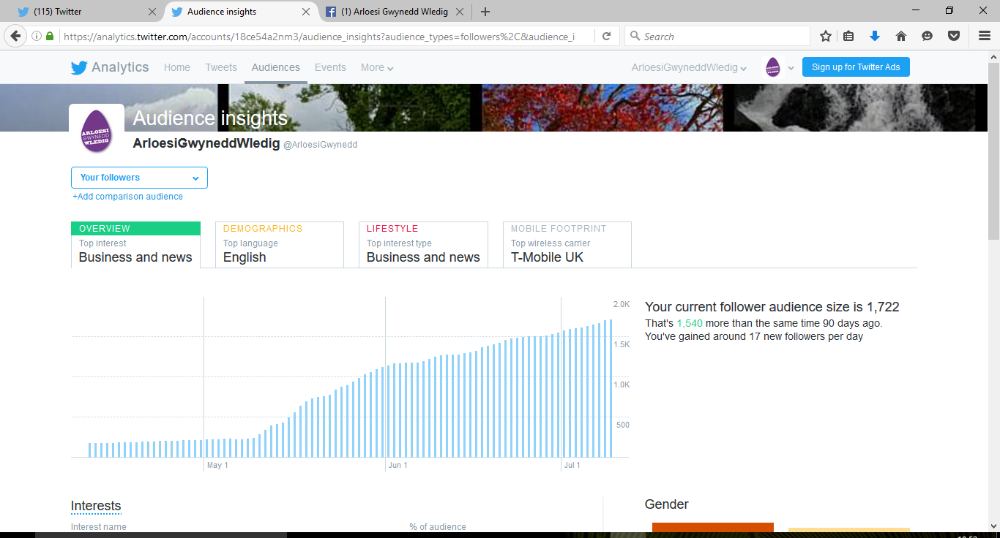 (115) Twitter
Audience insights
(1) Arloesi Gwynedd Wledig
https://analytics.twitter.com/accounts/18ce54a2nm3/audience_insights?audience_types=followers%2C&audience_i
Search
Analytics
Home
Tweets
Audiences
Events
More
ArloesiGwyneddWledig
Sign up for Twitter Ads
ARLOESI
GWYNEDD
WLEDIG
Audience insights
ArloesiGwyneddWledig @ArloesiGwynedd
Your followers
+Add comparison audience
OVERVIEW
Top interest
Business and news
DEMOGRAPHICS
Top language
English
LIFESTYLE
Top interest type
Business and news
MOBILE FOOTPRINT
Top wireless carrier
T-Mobile UK
2.0K
1.5K
1.0K
500
May 1
Jun 1
Jul 1
Your current follower audience size is 1,722
That's 1,540 more than the same time 90 days ago.
You've gained around 17 new followers per day
Interests
Interest name
% of audience
Gender